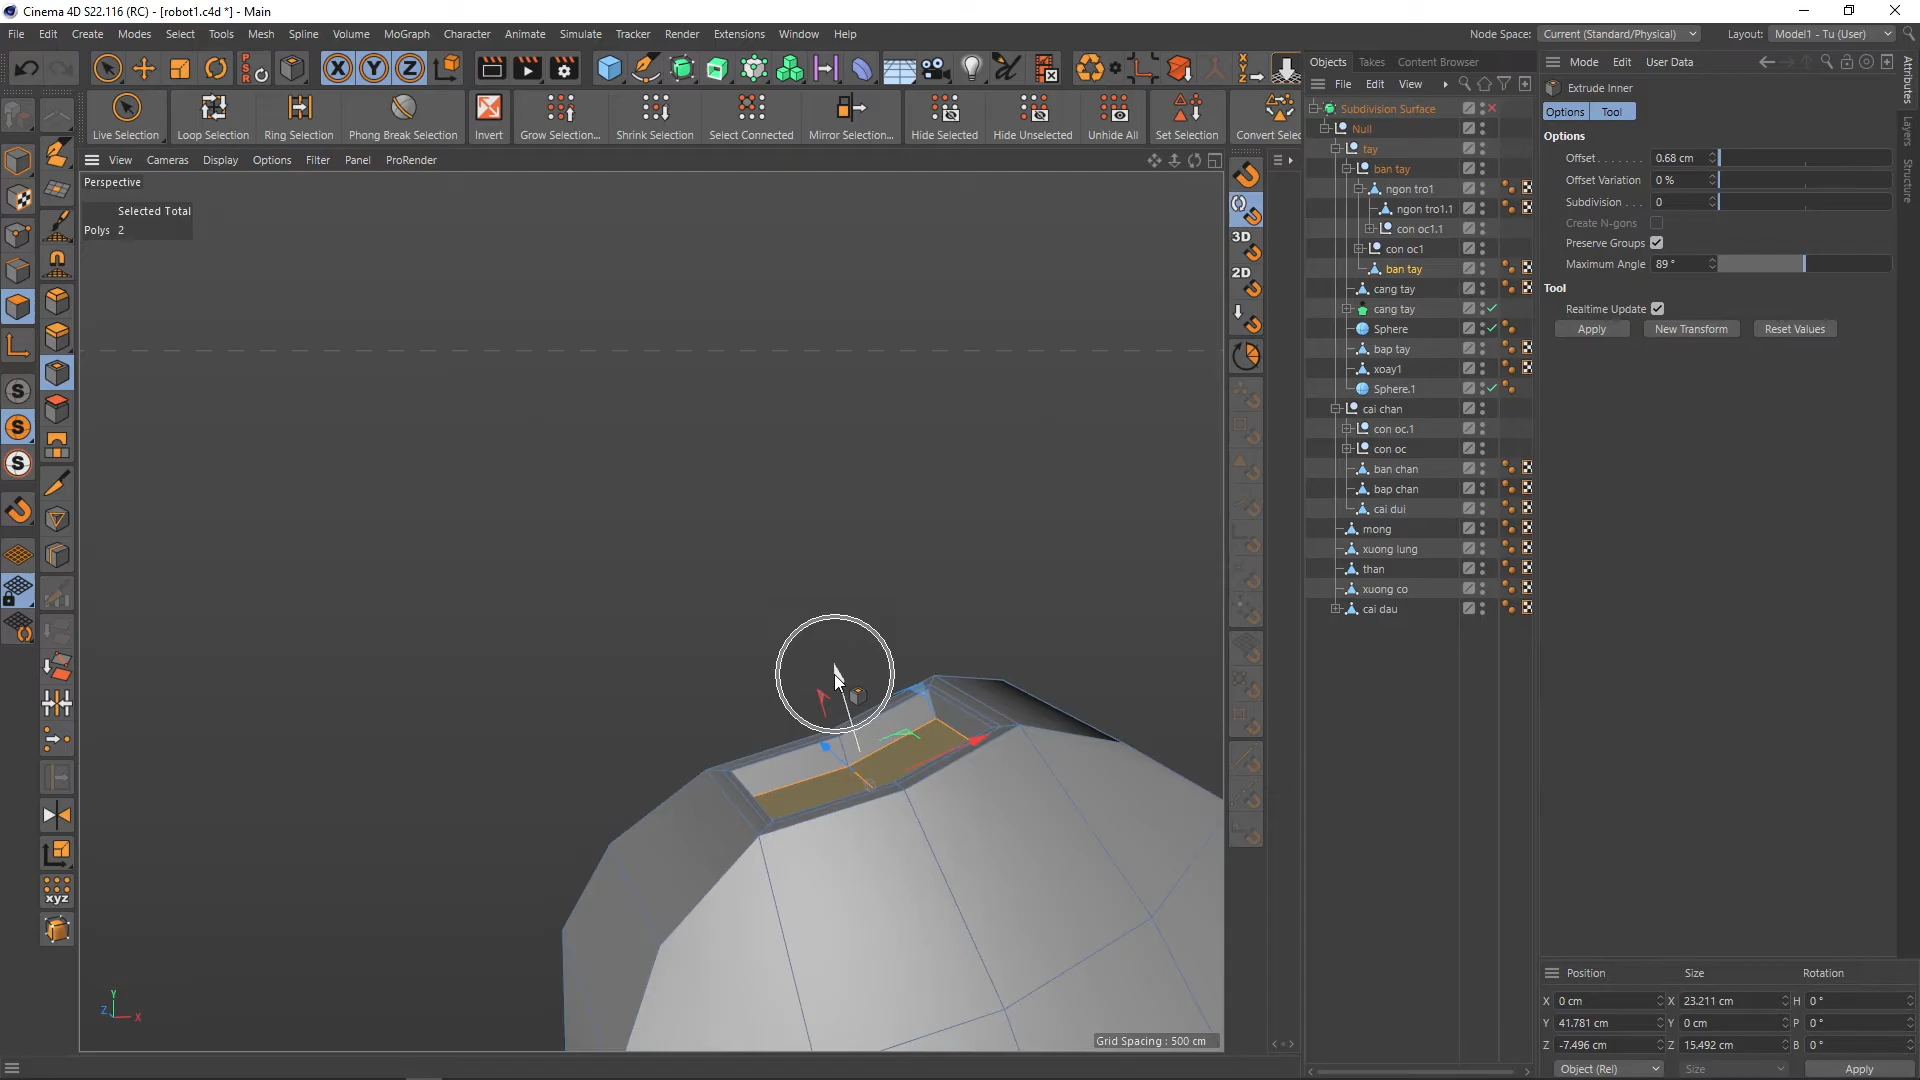 Cinema 4D S22.116 (RC) - [robot1.c4d *] - Main
File Edit Create Modes Select Tools Mesh Spline Volume MoGraph Character Animate Simulate Tracker Render Extensions Window Help
Node Space: Current (Standard/Physical) Layout: Model1 - Tu (User)
P S R
X Y Z
Live Selection Loop Selection Ring Selection Phong Break Selection Invert Grow Selection... Shrink Selection Select Connected Mirror Selection... Hide Selected Hide Unselected Unhide All Set Selection Convert Selec
View Cameras Display Options Filter Panel ProRender
Perspective
Selected Total
Polys 2
3D
2D
S
S
S
xyz
Y
Z
X
Grid Spacing : 500 cm
Objects Takes Content Browser
File Edit View
Subdivision Surface
Null
tay
ban tay
ngon tro1
ngon tro1.1
con oc1.1
con oc1
ban tay
cang tay
cang tay
Sphere
bap tay
xoay1
Sphere.1
cai chan
con oc.1
con oc
ban chan
bap chan
cai dui
mong
xuong lung
than
xuong co
cai dau
Mode Edit User Data
Extrude Inner
Options Tool
Options
Offset . . . . . . . 0.68 cm
Offset Variation 0 %
Subdivision . . . 0
Create N-gons
Preserve Groups
Maximum Angle 89 °
Tool
Realtime Update
Apply New Transform Reset Values
Attributes
Layers
Structure
Position Size Rotation
X 0 cm X 23.211 cm H 0 °
Y 41.781 cm Y 0 cm P 0 °
Z -7.496 cm Z 15.492 cm B 0 °
Object (Rel) Size Apply